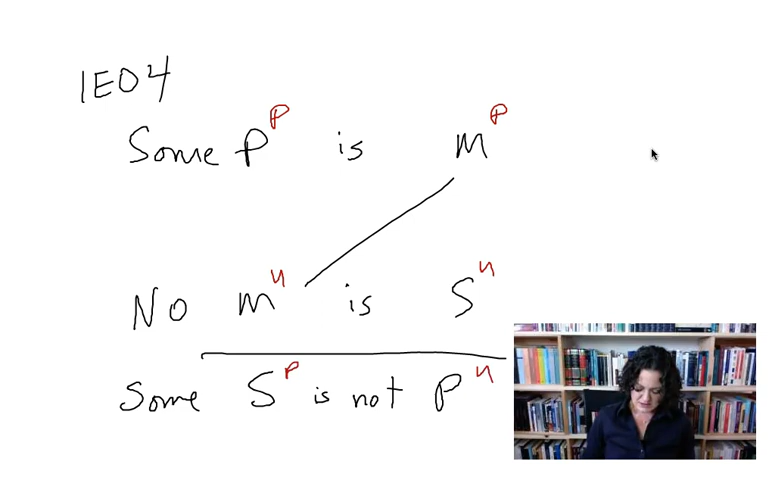 IEO4
Some P^P is M^P
No M^u is S^u
Some S^P is not P^u